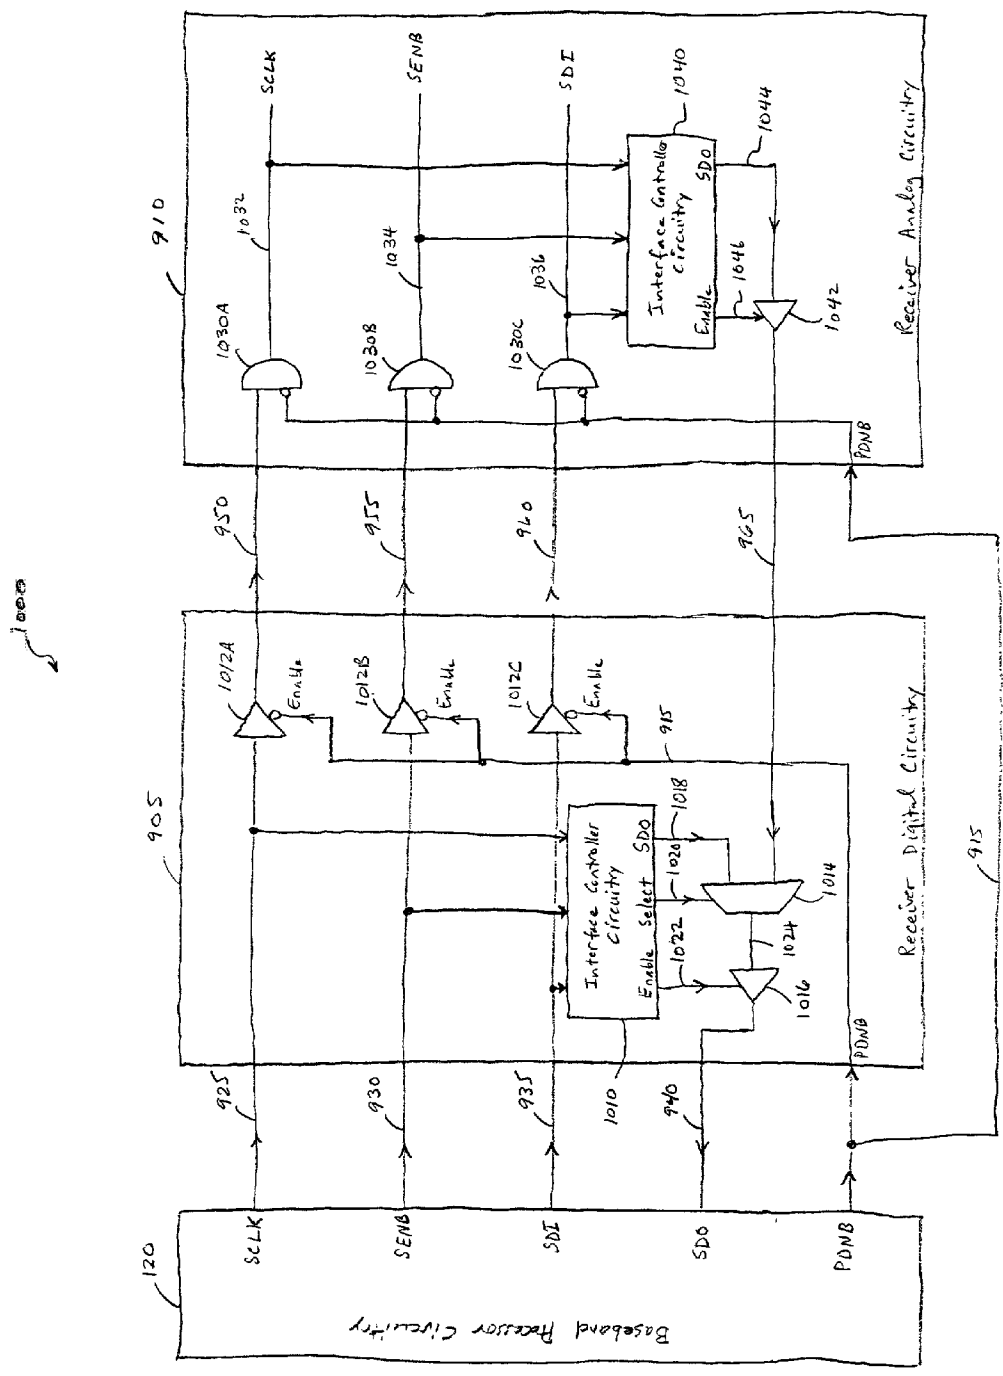 1000
120
Baseband Processor Circuitry
SCLK
SENB
SDI
SDO
PDNB
925
930
935
940
915
905
Receiver Digital Circuitry
PDNB
1010
Interface Controller
Circuitry
SDO
Select
Enable
1018
1020
1022
1014
1024
1016
915
1012A
Enable
1012B
Enable
1012C
Enable
950
955
960
965
910
Receiver Analog Circuitry
PDNB
1030A
1030B
1030C
1032
1034
1036
SCLK
SENB
SDI
1040
Interface Controller
Circuitry
SDO
Enable
1044
1046
1042